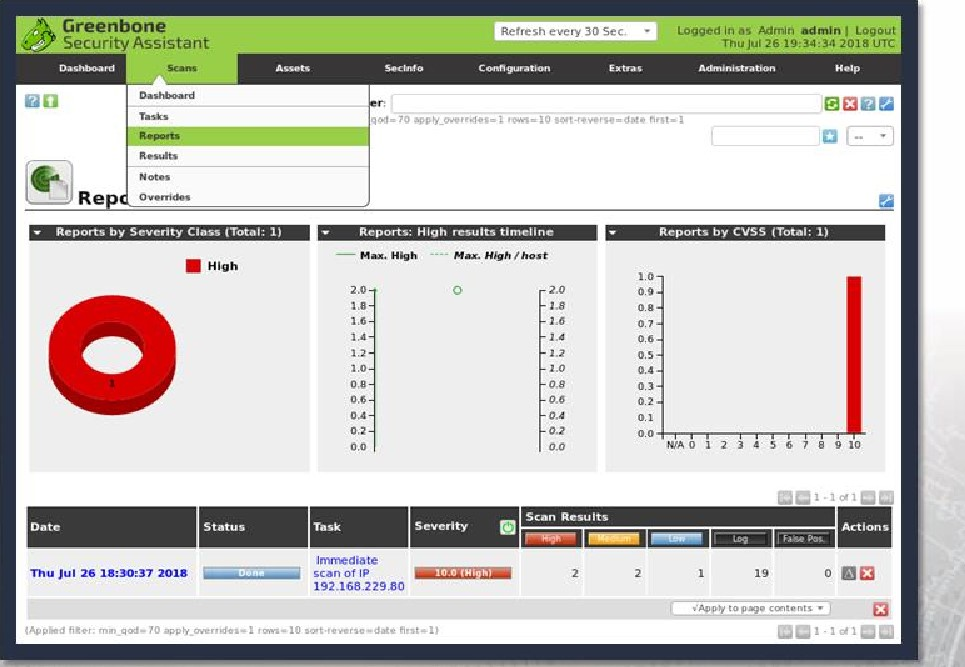 Greenbone
Security Assistant
Refresh every 30 Sec.
Logged in as Admin admin | Logout
Thu Jul 26 19:34:34 2018 UTC
Dashboard Scans Assets SecInfo Configuration Extras Administration Help
Dashboard
er:
Tasks
qod=70 apply_overrides=1 rows=10 sort-reverse=date first=1
Reports
--
Results
Notes
Overrides
Repo
Reports by Severity Class (Total: 1)
High
1
Reports: High results timeline
Max. High Max. High / host
2.0 2.0
1.8 1.8
1.6 1.6
1.4 1.4
1.2 1.2
1.0 1.0
0.8 0.8
0.6 0.6
0.4 0.4
0.2 0.2
0.0 0.0
Reports by CVSS (Total: 1)
1.0
0.9
0.8
0.7
0.6
0.5
0.4
0.3
0.2
0.1
0.0
N/A 0 1 2 3 4 5 6 7 8 9 10
1 - 1 of 1
Date Status Task Severity Scan Results Actions
High Medium Low Log False Pos.
Thu Jul 26 18:30:37 2018 Done Immediate
scan of IP
192.168.229.80
10.0 (High) 2 2 1 19 0
√Apply to page contents
(Applied filter: min_qod=70 apply_overrides=1 rows=10 sort-reverse=date first=1)
1 - 1 of 1